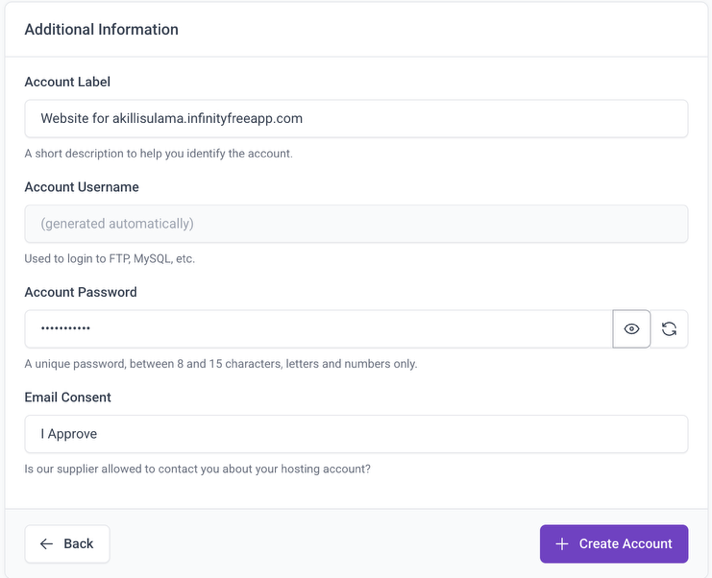 Additional Information
Account Label
Website for akillisulama.infinityfreeapp.com
A short description to help you identify the account.
Account Username
(generated automatically)
Used to login to FTP, MySQL, etc.
Account Password
•••••••••••
A unique password, between 8 and 15 characters, letters and numbers only.
Email Consent
I Approve
Is our supplier allowed to contact you about your hosting account?
Back
Create Account